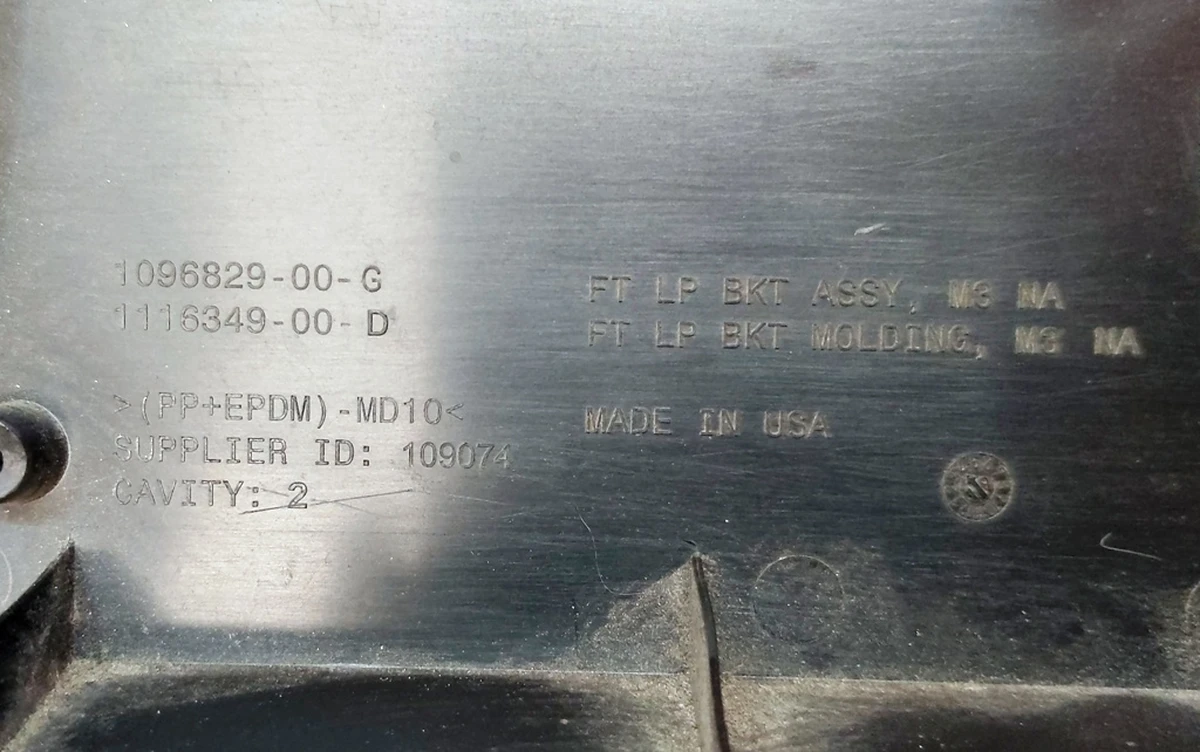 1096829-00-G
1116349-00-D
FT LP BKT ASSY, M3 NA
FT LP BKT MOLDING, M3 NA
>(PP+EPDM)-MD10<
SUPPLIER ID: 109074
CAVITY: 2
MADE IN USA